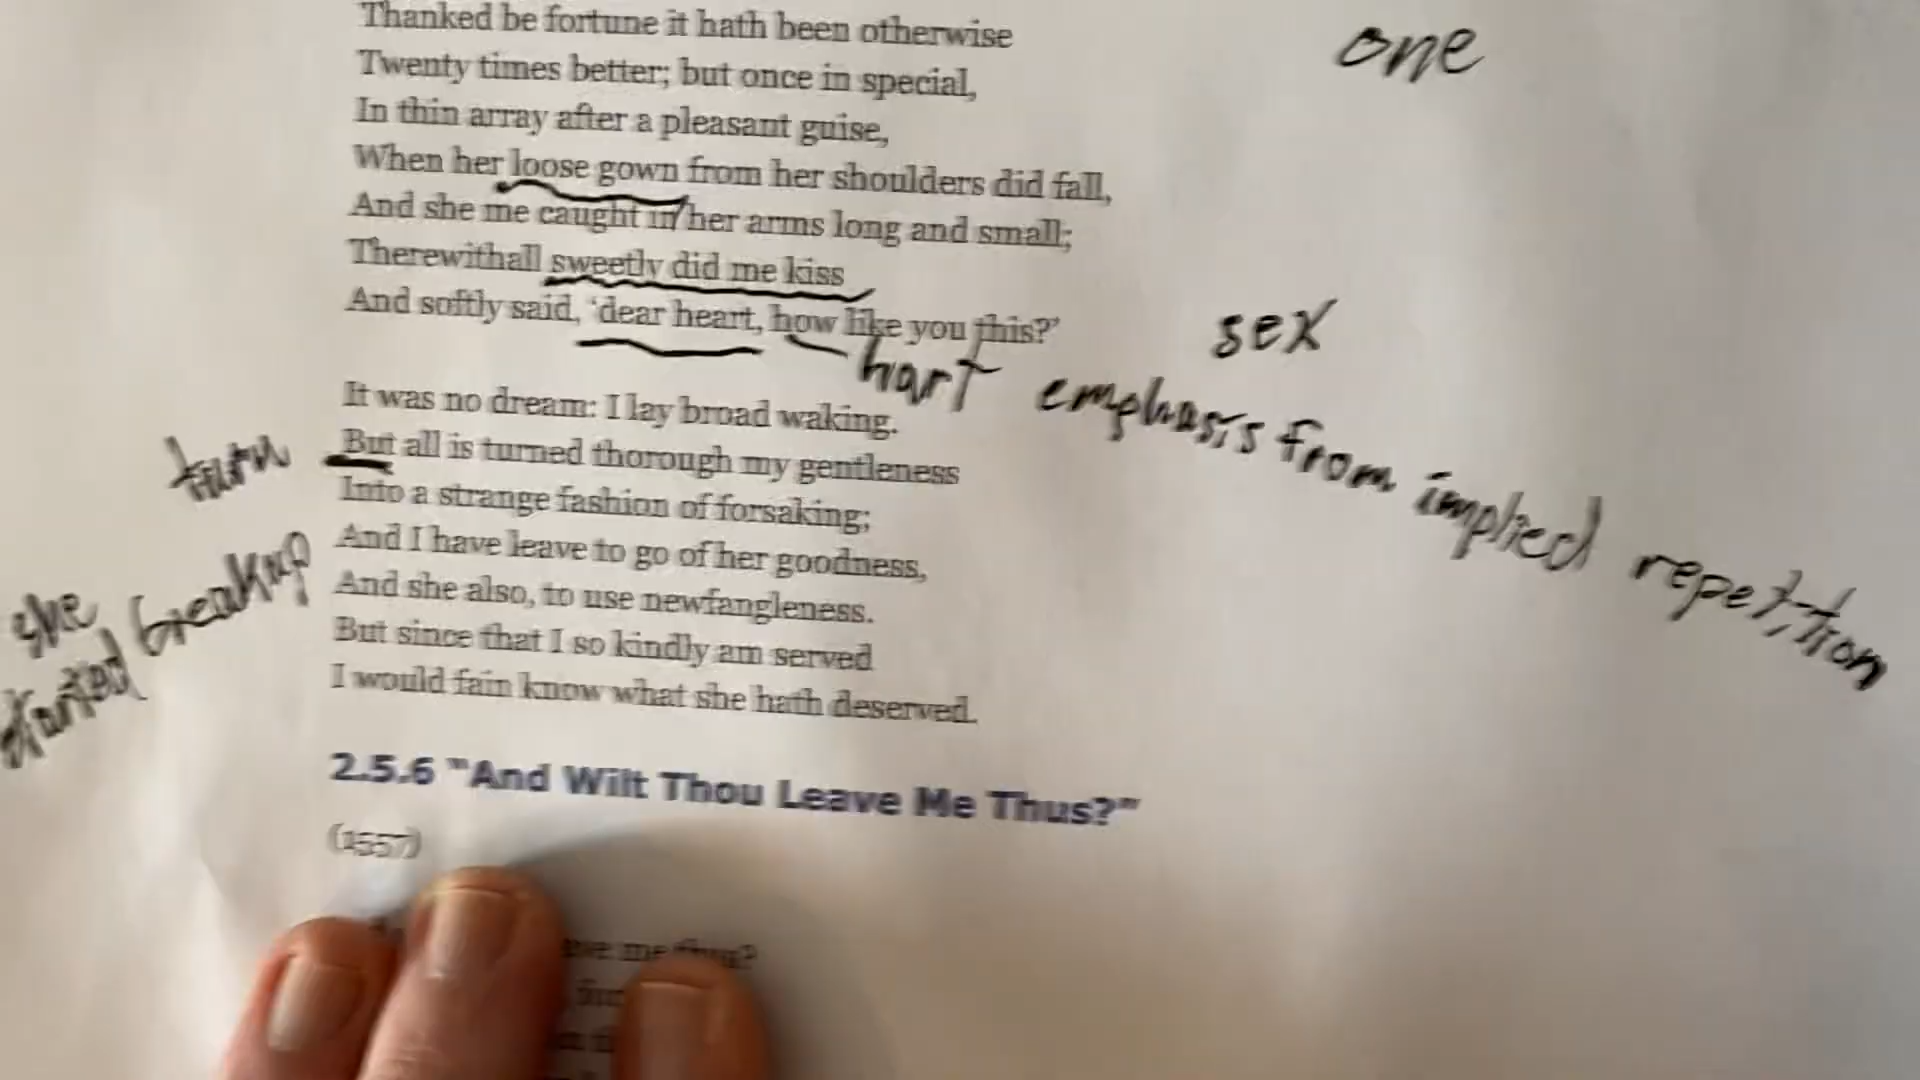 Thanked be fortune it hath been otherwise
one
Twenty times better; but once in special,
In thin array after a pleasant guise,
When her loose gown from her shoulders did fall,
And she me caught in her arms long and small;
Therewithall sweetly did me kiss
And softly said, ‘dear heart, how like you this?’
sex
hart emphasis from implied repetition
It was no dream: I lay broad waking.
turn
But all is turned thorough my gentleness
Into a strange fashion of forsaking;
And I have leave to go of her goodness,
she started breakup
And she also, to use newfangleness.
But since that I so kindly am served
I would fain know what she hath deserved.
2.5.6 "And Wilt Thou Leave Me Thus?"
(1557)
me thus?